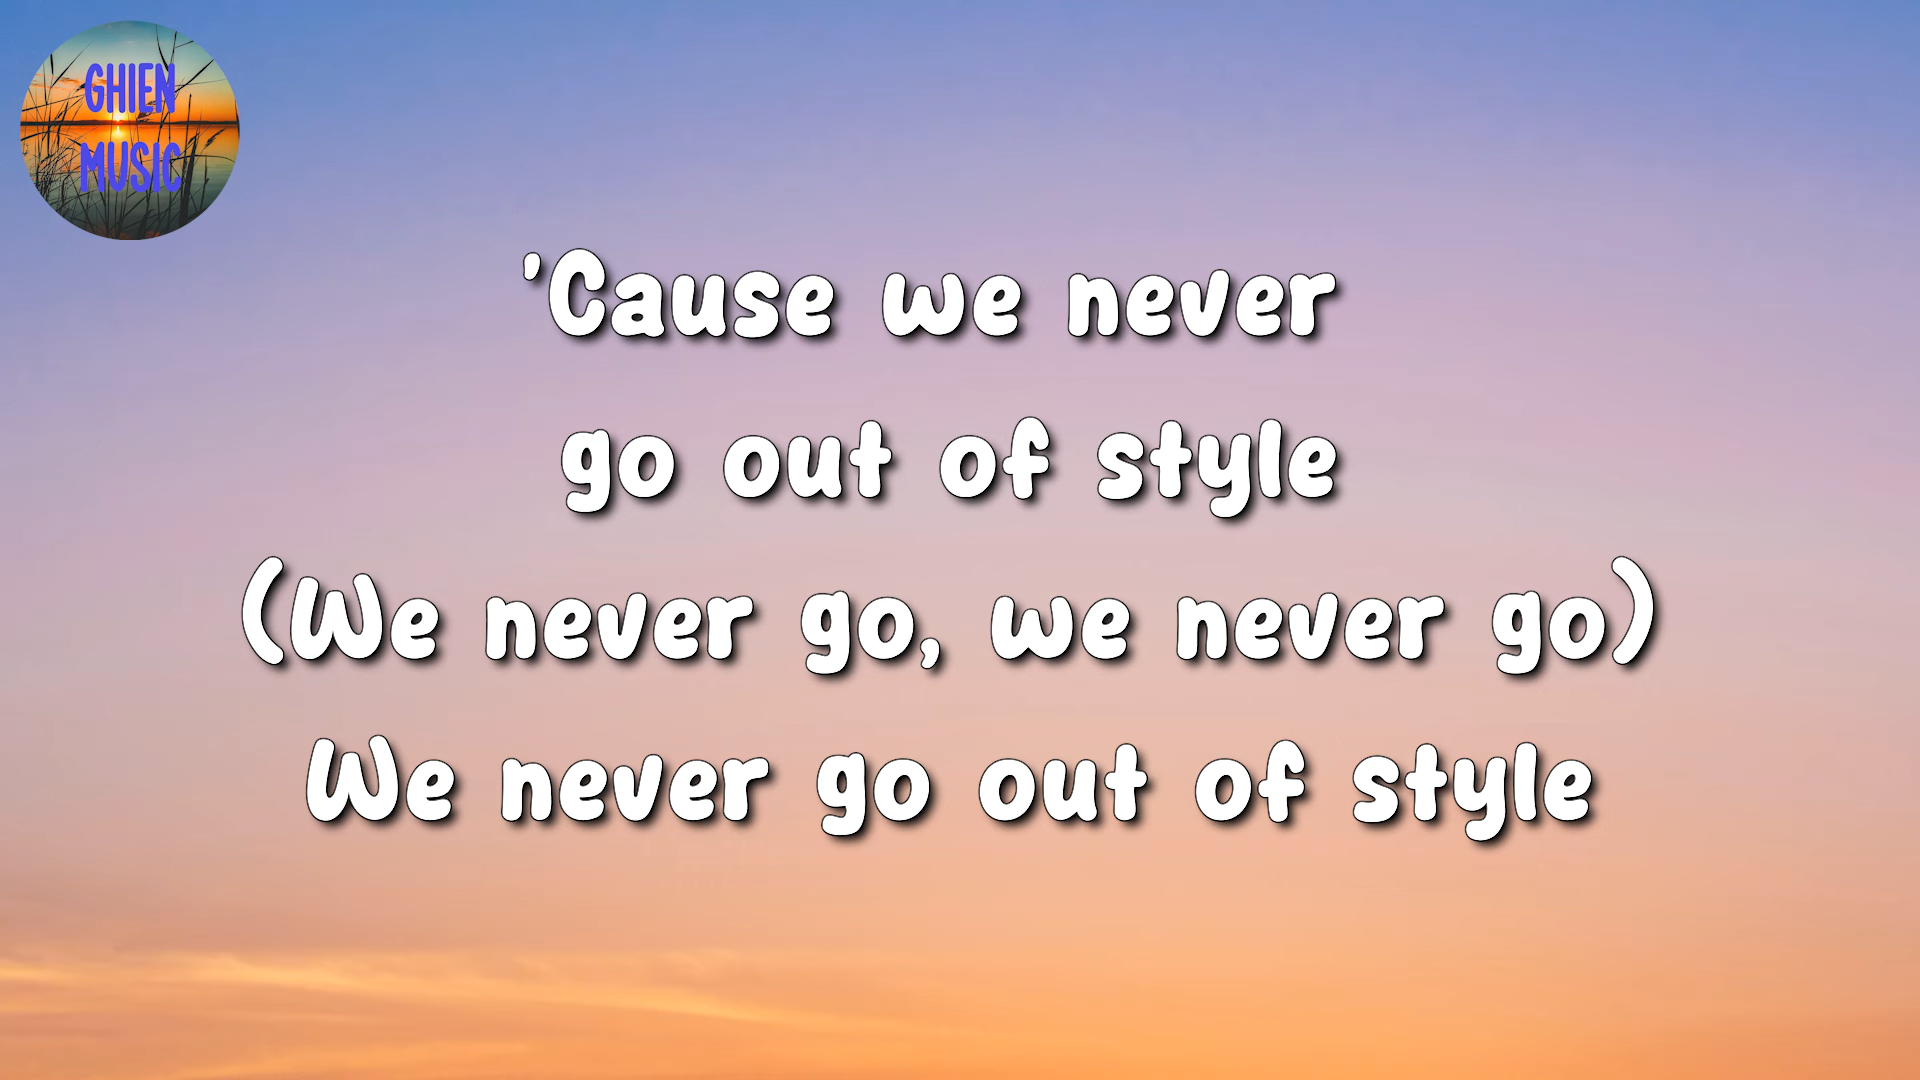 GHIEN
MUSIC
'Cause we never
go out of style
(We never go, we never go)
We never go out of style